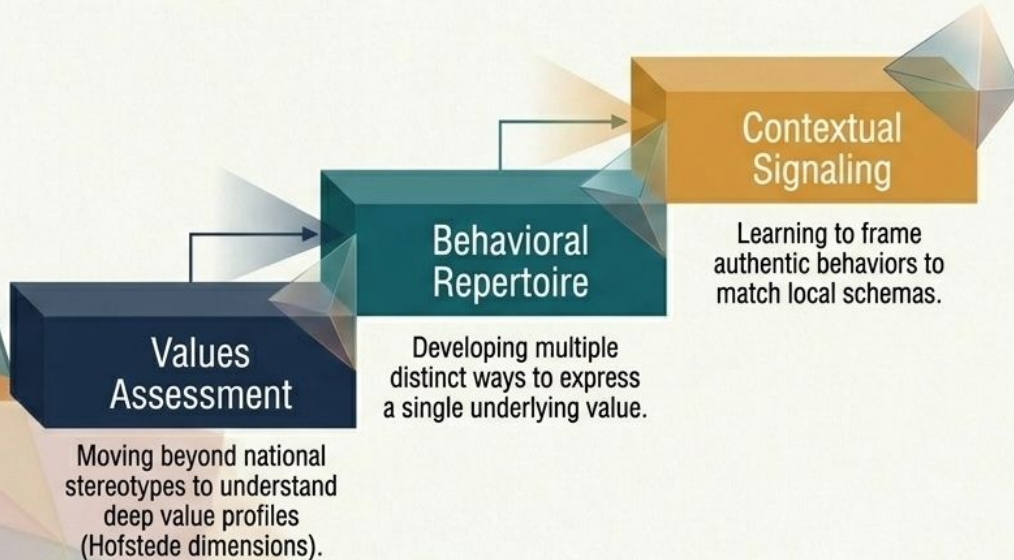 Values
Assessment
Moving beyond national
stereotypes to understand
deep value profiles
(Hofstede dimensions).
Behavioral
Repertoire
Developing multiple
distinct ways to express
a single underlying value.
Contextual
Signaling
Learning to frame
authentic behaviors to
match local schemas.